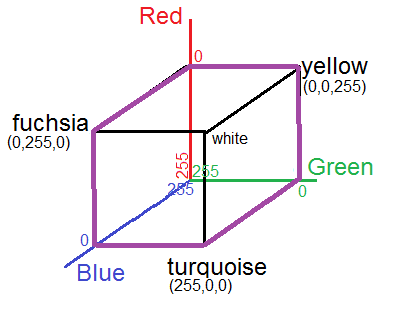 Red
0
yellow
(0,0,255)
fuchsia
(0,255,0)
white
255
255
255
Green
0
0
Blue
turquoise
(255,0,0)